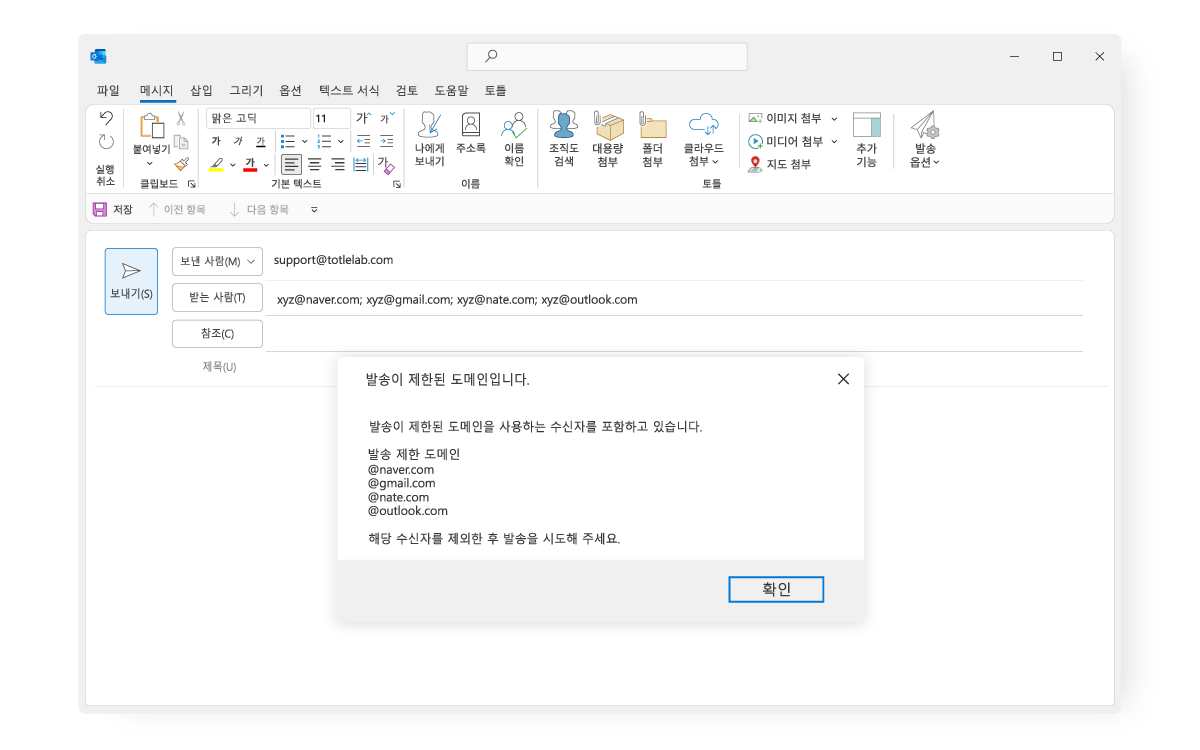 파일 메시지 삽입 그리기 옵션 텍스트 서식 검토 도움말 토틀
실행
취소
붙여넣기
클립보드
맑은 고딕 11 가 가
가 가 가
가 가
기본 텍스트
나에게
보내기
주소록
이름
확인
이름
조직도
검색
대용량
첨부
폴더
첨부
클라우드
첨부
이미지 첨부
미디어 첨부
지도 첨부
토틀
추가
기능
발송
옵션
저장 이전 항목 다음 항목
보내기(S)
보낸 사람(M) support@totlelab.com
받는 사람(T) xyz@naver.com; xyz@gmail.com; xyz@nate.com; xyz@outlook.com
참조(C)
제목(U)
발송이 제한된 도메인입니다.
발송이 제한된 도메인을 사용하는 수신자를 포함하고 있습니다.
발송 제한 도메인
@naver.com
@gmail.com
@nate.com
@outlook.com
해당 수신자를 제외한 후 발송을 시도해 주세요.
확인